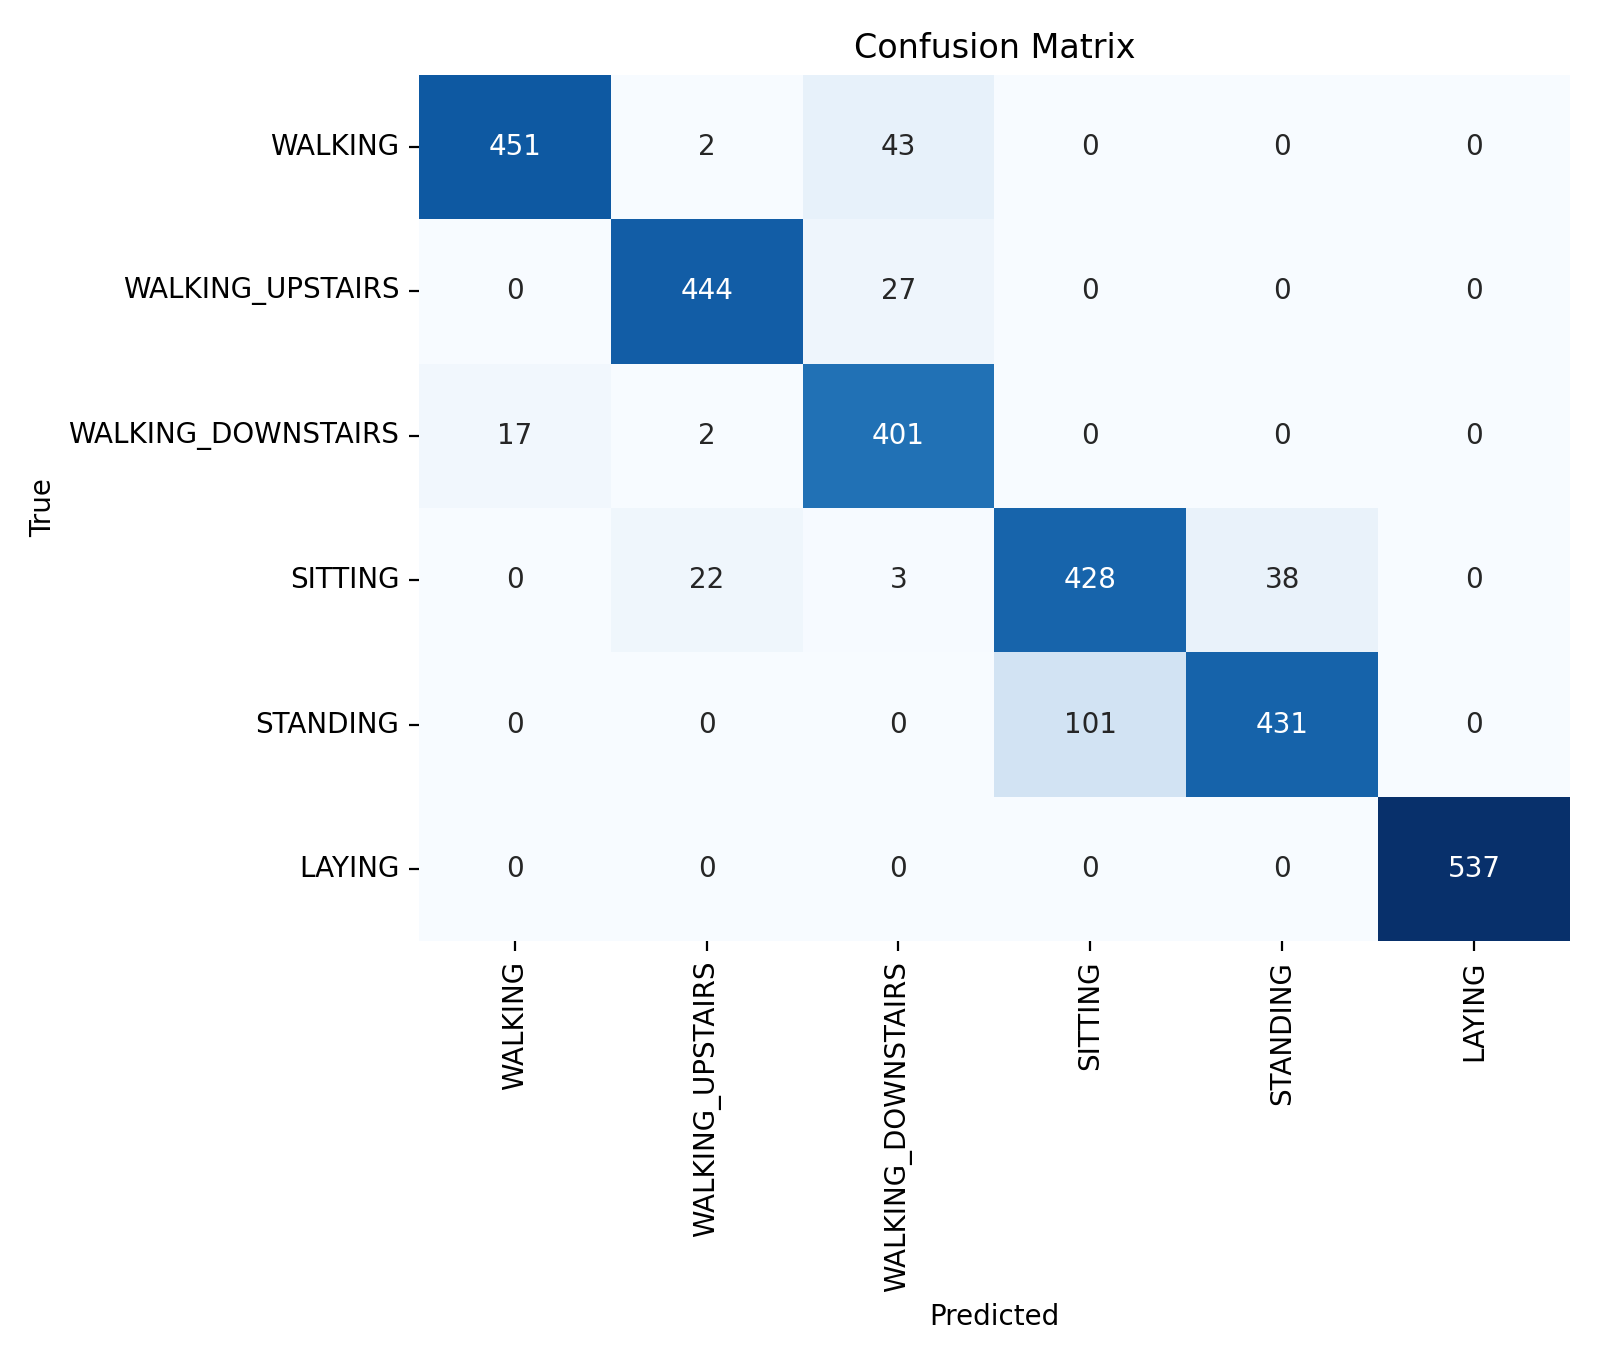 Confusion Matrix
WALKING 451 2 43 0 0 0
WALKING_UPSTAIRS 0 444 27 0 0 0
WALKING_DOWNSTAIRS 17 2 401 0 0 0
True
SITTING 0 22 3 428 38 0
STANDING 0 0 0 101 431 0
LAYING 0 0 0 0 0 537
WALKING
WALKING_UPSTAIRS
WALKING_DOWNSTAIRS
SITTING
STANDING
LAYING
Predicted